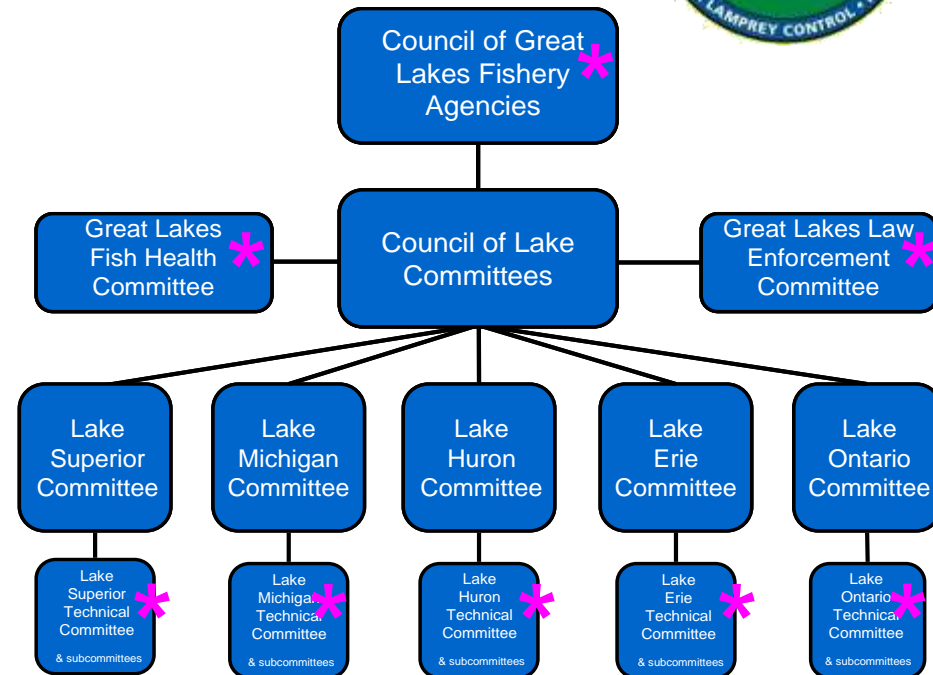 LAMPREY CONTROL
Council of Great
Lakes Fishery
Agencies
*
Great Lakes
Fish Health
Committee
*
Council of Lake
Committees
Great Lakes Law
Enforcement
Committee
*
Lake
Superior
Committee
Lake
Michigan
Committee
Lake
Huron
Committee
Lake
Erie
Committee
Lake
Ontario
Committee
Lake
Superior
Technical
Committee
& subcommittees
*
Lake
Michigan
Technical
Committee
& subcommittees
*
Lake
Huron
Technical
Committee
& subcommittees
*
Lake
Erie
Technical
Committee
& subcommittees
*
Lake
Ontario
Technical
Committee
& subcommittees
*